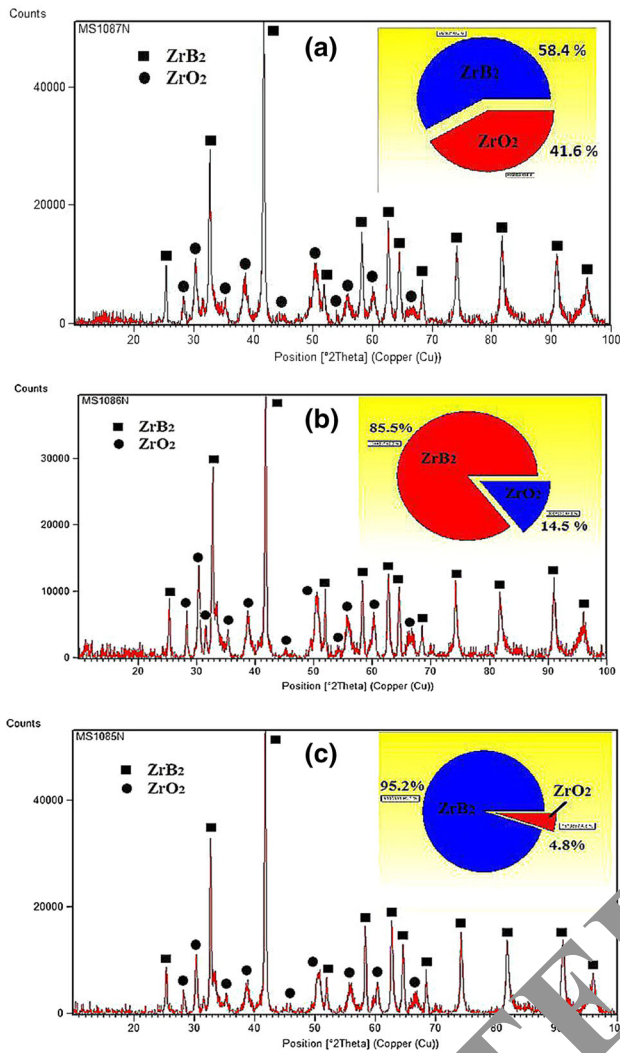 Counts
MS1087N
(a)
■ ZrB₂
● ZrO₂
ZrB₂
58.4 %
ZrO₂
41.6 %
40000
20000
0
20 30 40 50 60 70 80 90 100
Position [°2Theta] (Copper (Cu))
Counts
MS1086N
(b)
■ ZrB₂
● ZrO₂
85.5%
ZrB₂
ZrO₂
14.5 %
30000
20000
10000
0
20 30 40 50 60 70 80 90 100
Position [°2Theta] (Copper (Cu))
Counts
MS1085N
(c)
■ ZrB₂
● ZrO₂
95.2%
ZrB₂
ZrO₂
4.8%
40000
20000
0
20 30 40 50 60 70 80 90 100
Position [°2Theta] (Copper (Cu))